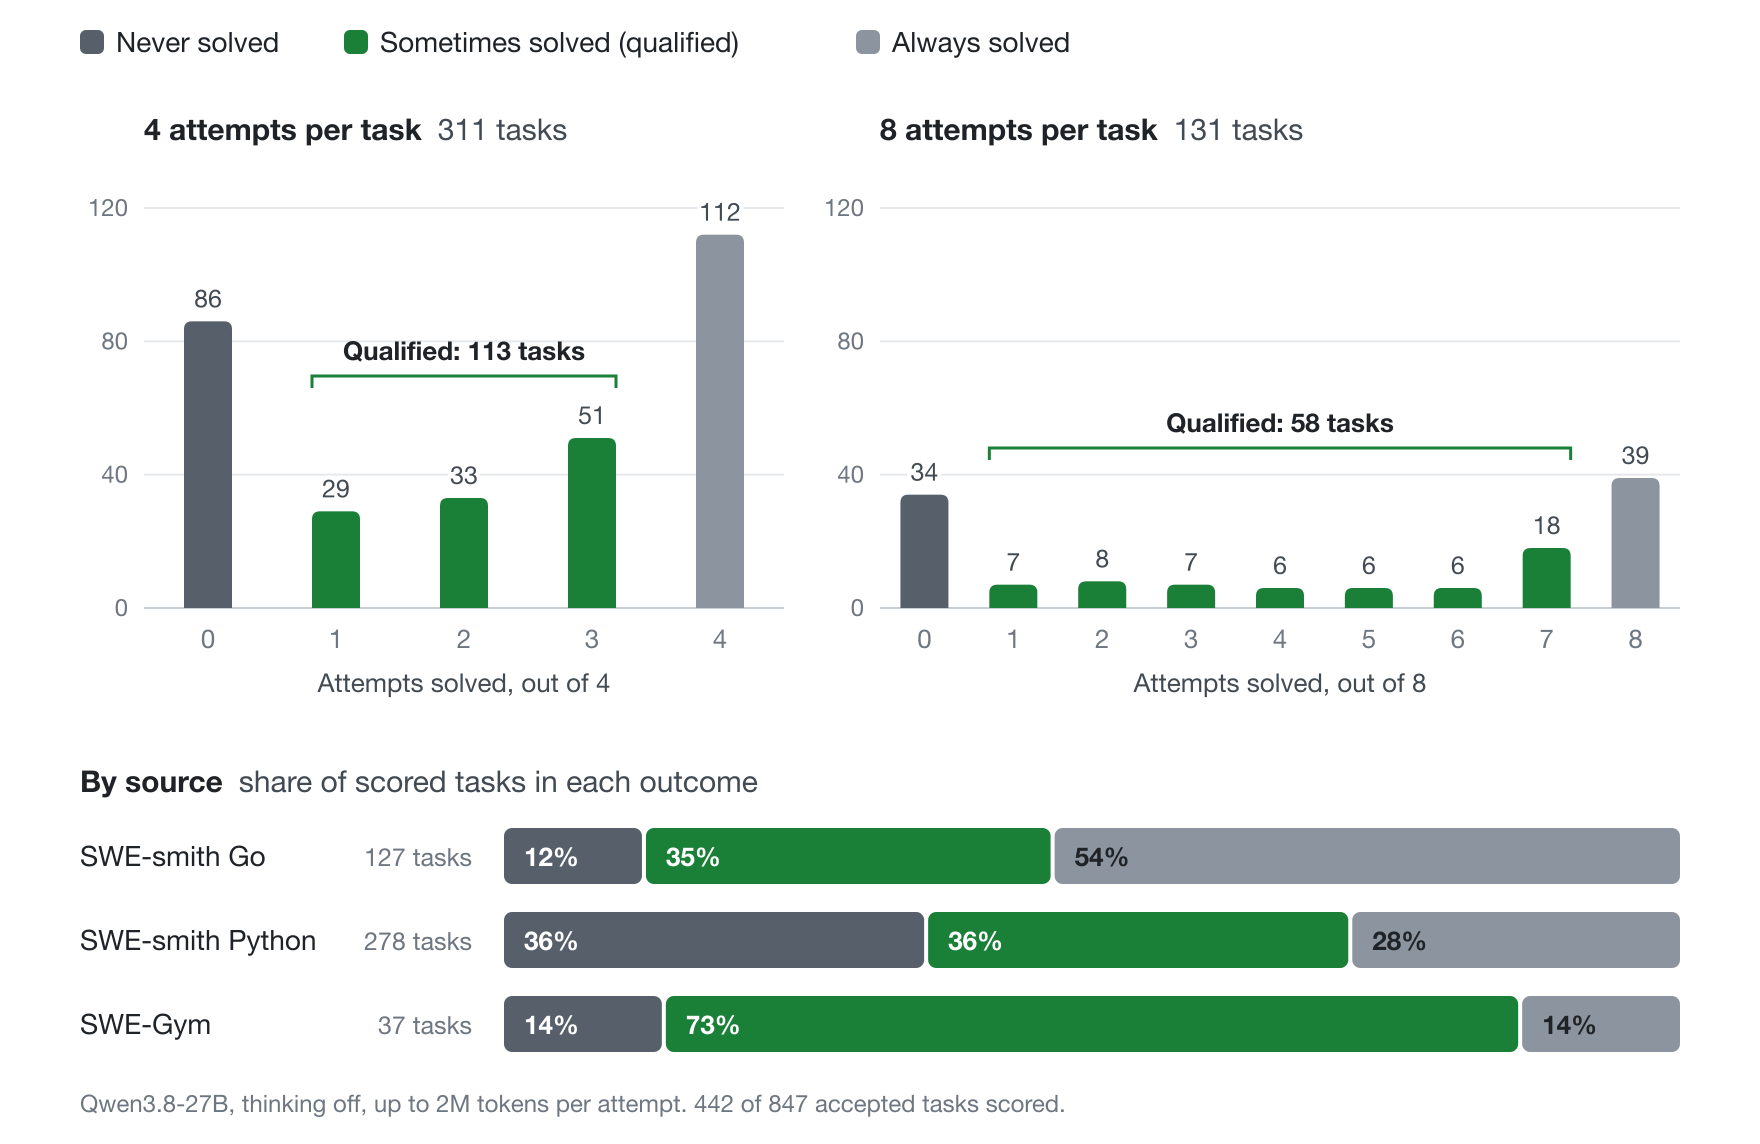 Never solved Sometimes solved (qualified) Always solved
4 attempts per task 311 tasks
120
80
40
0
86
29
33
51
112
Qualified: 113 tasks
0 1 2 3 4
Attempts solved, out of 4
8 attempts per task 131 tasks
120
80
40
0
34
7
8
7
6
6
6
18
39
Qualified: 58 tasks
0 1 2 3 4 5 6 7 8
Attempts solved, out of 8
By source share of scored tasks in each outcome
SWE-smith Go 127 tasks 12% 35% 54%
SWE-smith Python 278 tasks 36% 36% 28%
SWE-Gym 37 tasks 14% 73% 14%
Qwen3.8-27B, thinking off, up to 2M tokens per attempt. 442 of 847 accepted tasks scored.